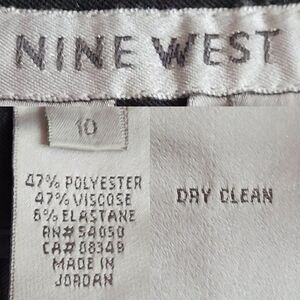 NINE WEST
10
47% POLYESTER
47% VISCOSE
6% ELASTANE
RN# 54050
CA# 08349
MADE IN
JORDAN
DRY CLEAN